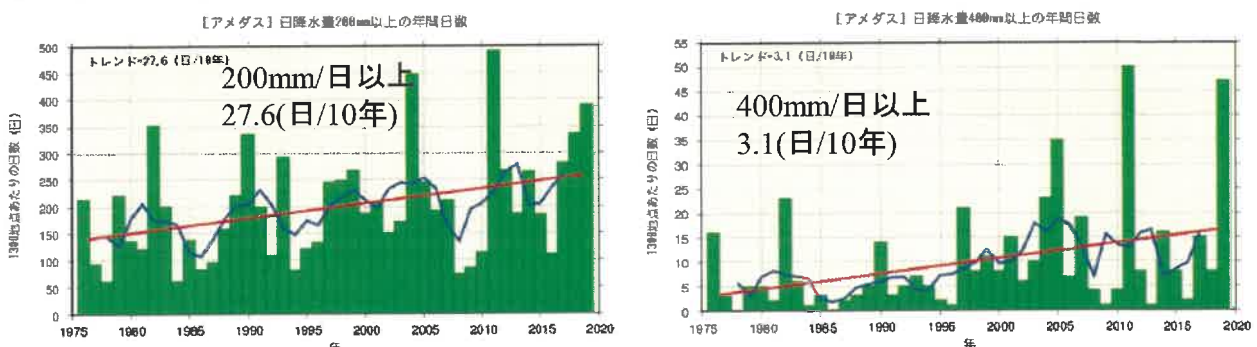 [アメダス] 日降水量200mm以上の年間日数
トレンド=27.6 (日/10年)
200mm/日以上
27.6(日/10年)
1300地点あたりの日数 (日)
500
450
400
350
300
250
200
150
100
50
0
1975 1980 1985 1990 1995 2000 2005 2010 2015 2020
年
[アメダス] 日降水量400mm以上の年間日数
トレンド=3.1 (日/10年)
400mm/日以上
3.1(日/10年)
1300地点あたりの日数 (日)
55
50
45
40
35
30
25
20
15
10
5
0
1975 1980 1985 1990 1995 2000 2005 2010 2015 2020
年